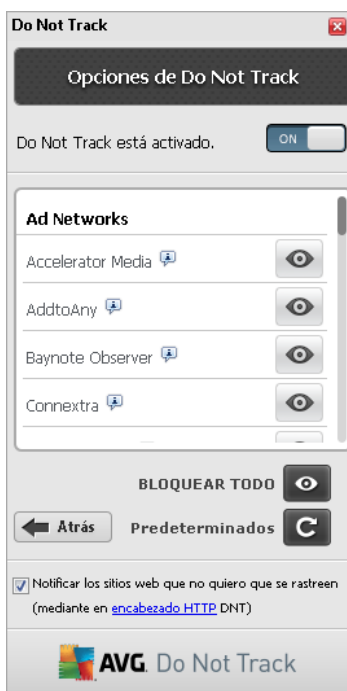 Do Not Track
Opciones de Do Not Track
Do Not Track está activado.
ON
Ad Networks
Accelerator Media
AddtoAny
Baynote Observer
Connextra
BLOQUEAR TODO
Atrás
Predeterminados
Notificar los sitios web que no quiero que se rastreen
(mediante en encabezado HTTP DNT)
AVG. Do Not Track